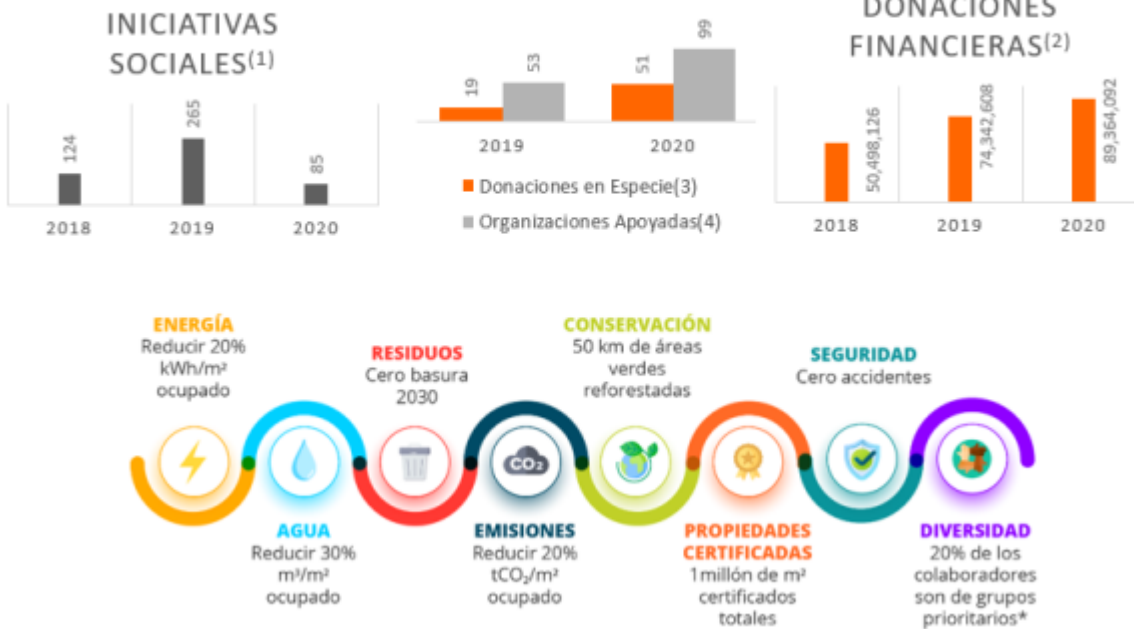 INICIATIVAS
SOCIALES(1)
124
265
85
2018
2019
2020
19
53
51
99
2019
2020
Donaciones en Especie(3)
Organizaciones Apoyadas(4)
DONACIONES
FINANCIERAS(2)
50,498,126
74,342,608
89,364,092
2018
2019
2020
ENERGÍA
Reducir 20%
kWh/m²
ocupado
AGUA
Reducir 30%
m³/m²
ocupado
RESIDUOS
Cero basura
2030
CO₂
EMISIONES
Reducir 20%
tCO₂/m²
ocupado
CONSERVACIÓN
50 km de áreas
verdes
reforestadas
PROPIEDADES
CERTIFICADAS
1millón de m²
certificados
totales
SEGURIDAD
Cero accidentes
DIVERSIDAD
20% de los
colaboradores
son de grupos
prioritarios*